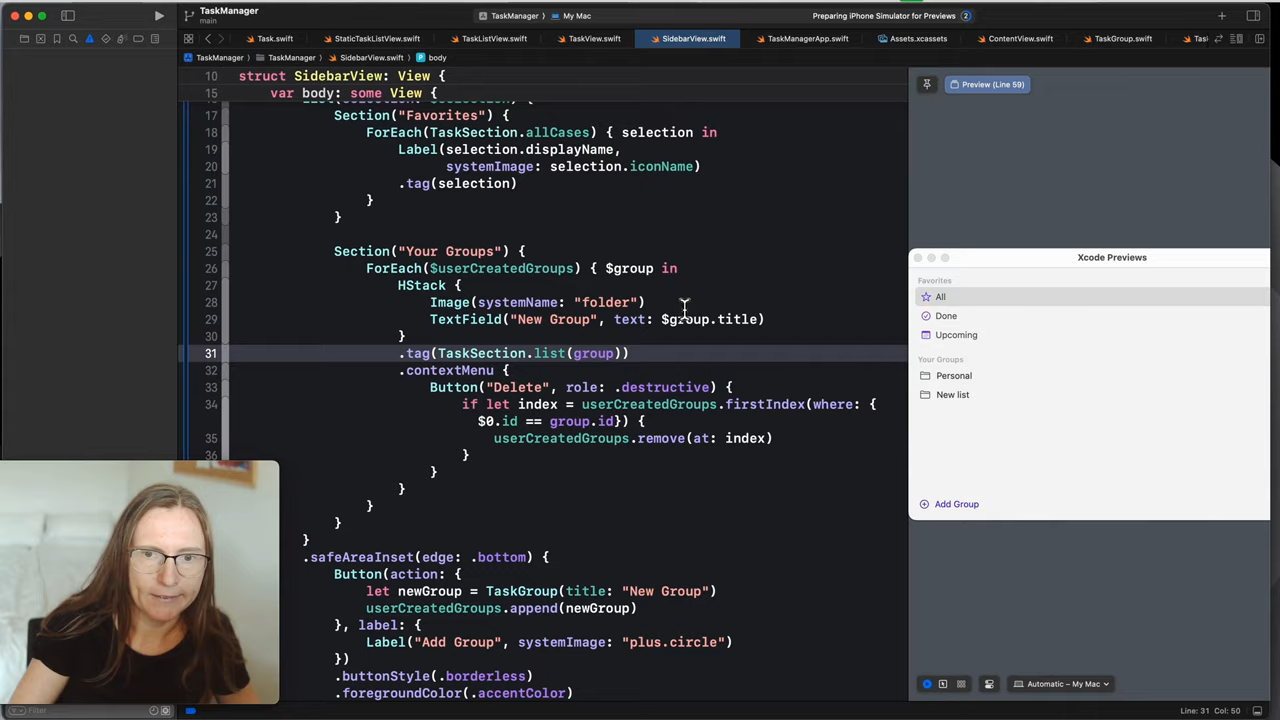 TaskManager
main
TaskManager
My Mac
Preparing iPhone Simulator for Previews
2
Task.swift
StaticTaskListView.swift
TaskListView.swift
TaskView.swift
SidebarView.swift
TaskManagerApp.swift
Assets.xcassets
ContentView.swift
TaskGroup.swift
TaskManager
TaskManager
SidebarView.swift
body
10 struct SidebarView: View {
15 var body: some View {
17 Section("Favorites") {
18 ForEach(TaskSection.allCases) { selection in
19 Label(selection.displayName,
20 systemImage: selection.iconName)
21 .tag(selection)
22 }
23 }
24
25 Section("Your Groups") {
26 ForEach($userCreatedGroups) { $group in
27 HStack {
28 Image(systemName: "folder")
29 TextField("New Group", text: $group.title)
30 }
31 .tag(TaskSection.list(group))
32 .contextMenu {
33 Button("Delete", role: .destructive) {
34 if let index = userCreatedGroups.firstIndex(where: {
$0.id == group.id}) {
35 userCreatedGroups.remove(at: index)
36 }
}
}
}
}
}
.safeAreaInset(edge: .bottom) {
Button(action: {
let newGroup = TaskGroup(title: "New Group")
userCreatedGroups.append(newGroup)
}, label: {
Label("Add Group", systemImage: "plus.circle")
})
.buttonStyle(.borderless)
.foregroundColor(.accentColor)
Preview (Line 59)
Xcode Previews
Favorites
All
Done
Upcoming
Your Groups
Personal
New list
Add Group
Automatic – My Mac
Filter
Line: 31 Col: 50